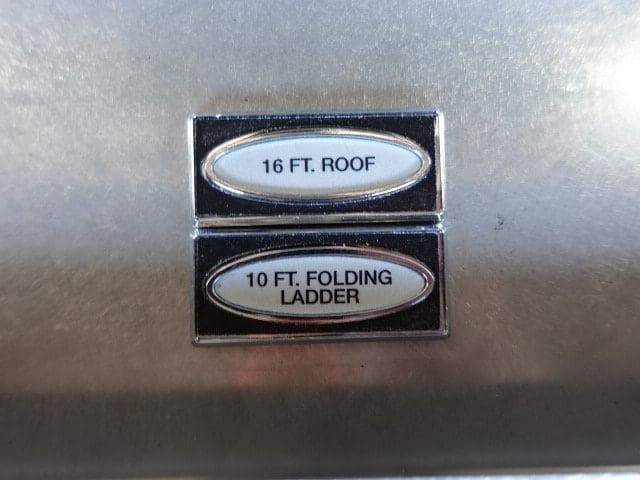 16 FT. ROOF
10 FT. FOLDING
LADDER